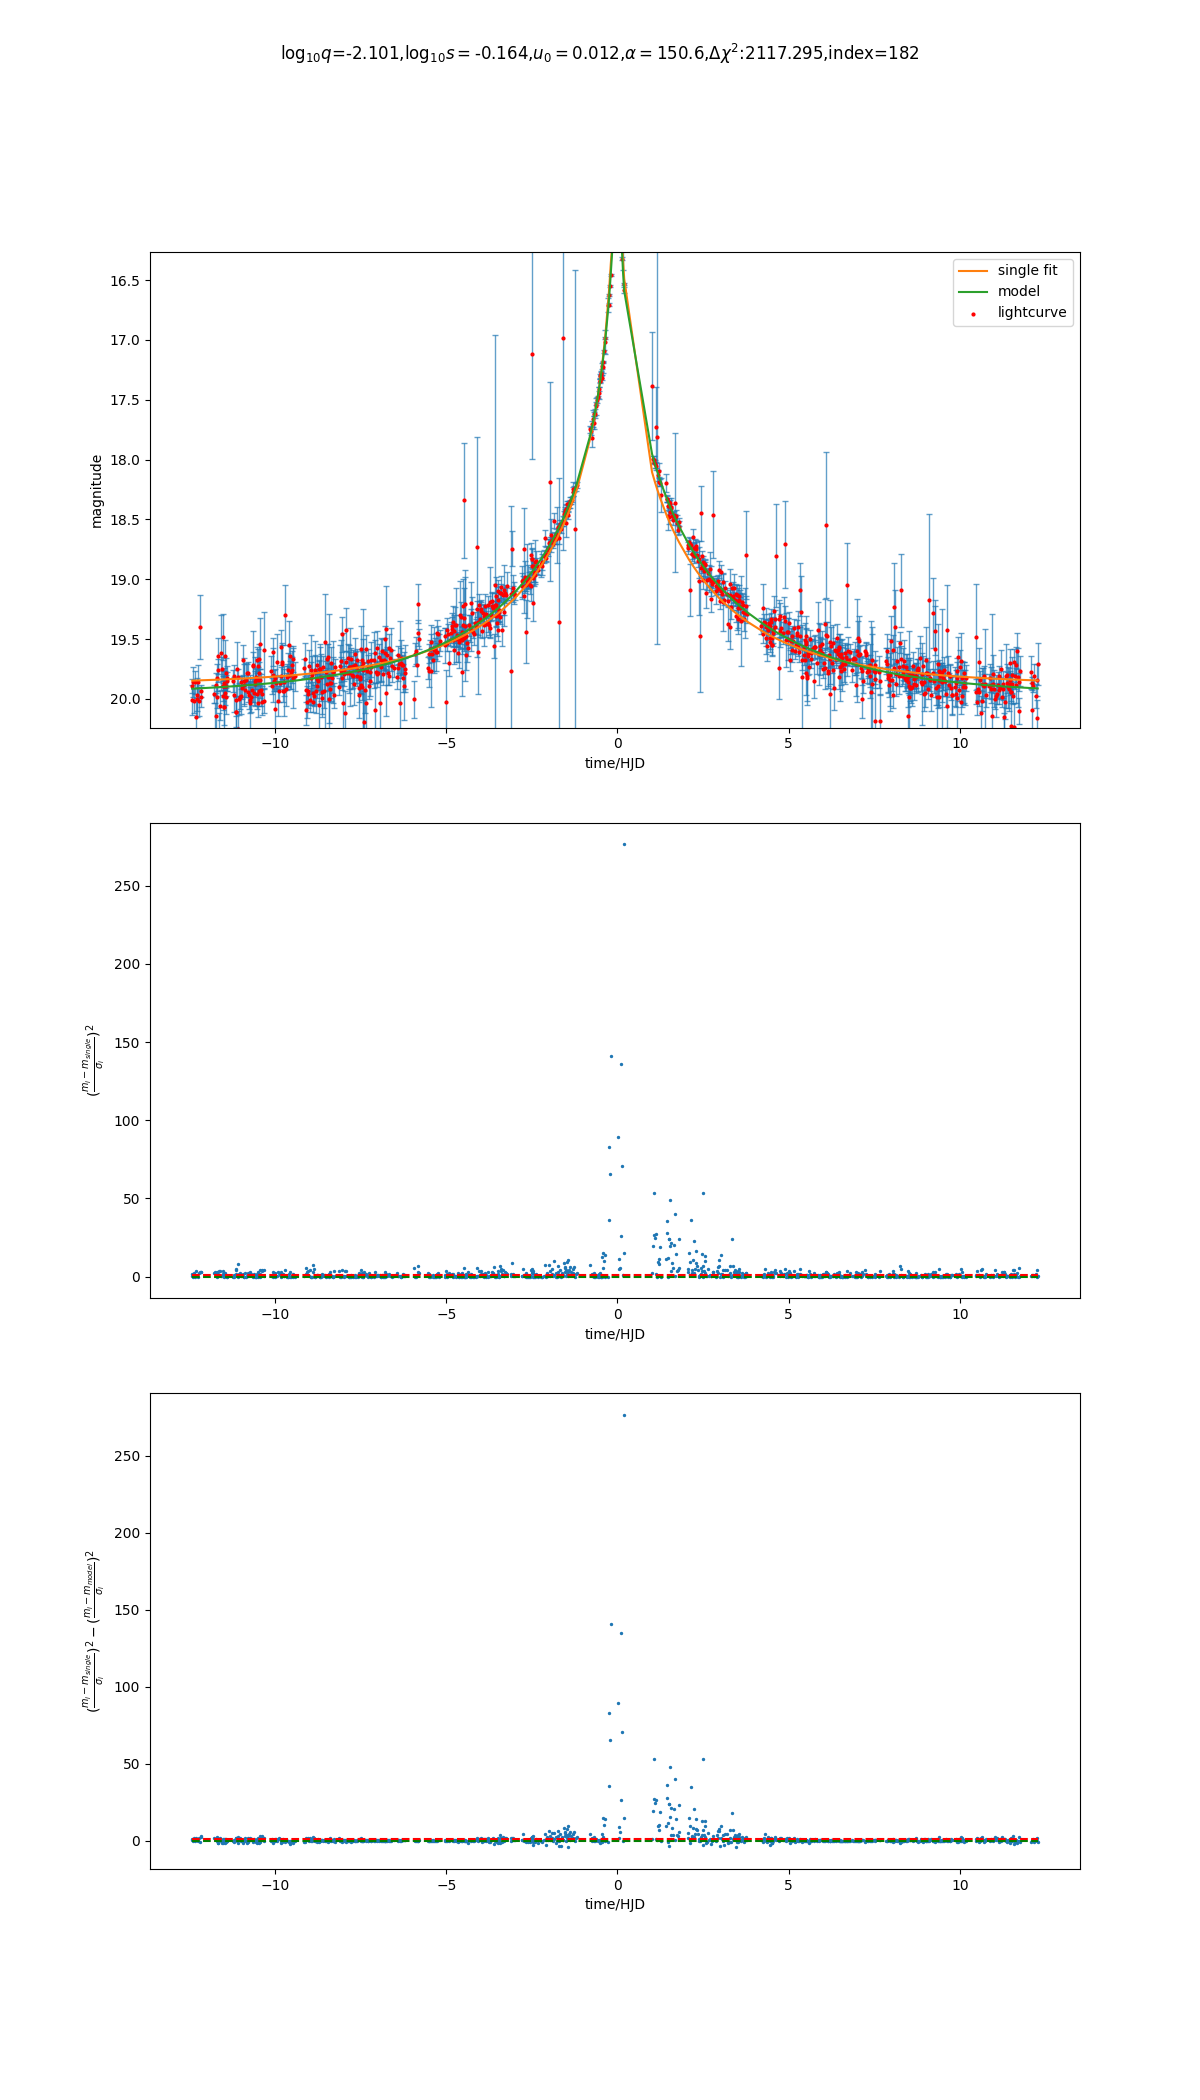 log₁₀q=-2.101,log₁₀s = -0.164,u₀ = 0.012,α = 150.6,Δχ²:2117.295,index=182
single fit
model
lightcurve
16.5
17.0
17.5
18.0
18.5
19.0
19.5
20.0
magnitude
−10 −5 0 5 10
time/HJD
250
200
150
100
50
0
(mᵢ − m_single / σᵢ)²
−10 −5 0 5 10
time/HJD
250
200
150
100
50
0
(mᵢ − m_single / σᵢ)² − (mᵢ − m_model / σᵢ)²
−10 −5 0 5 10
time/HJD